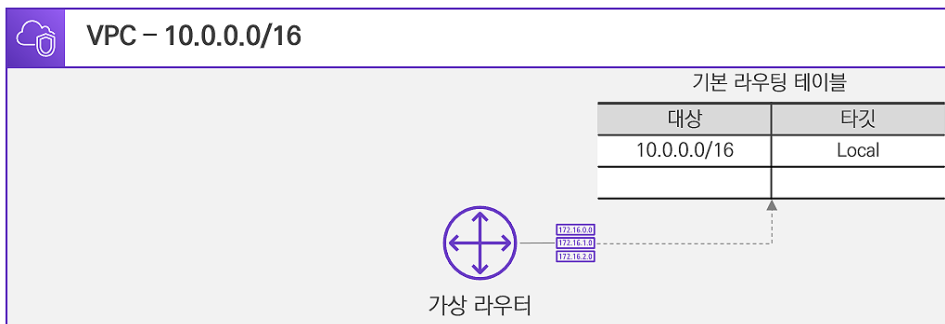 VPC – 10.0.0.0/16
기본 라우팅 테이블
대상 타깃
10.0.0.0/16 Local
172.16.0.0
172.16.1.0
172.16.2.0
가상 라우터